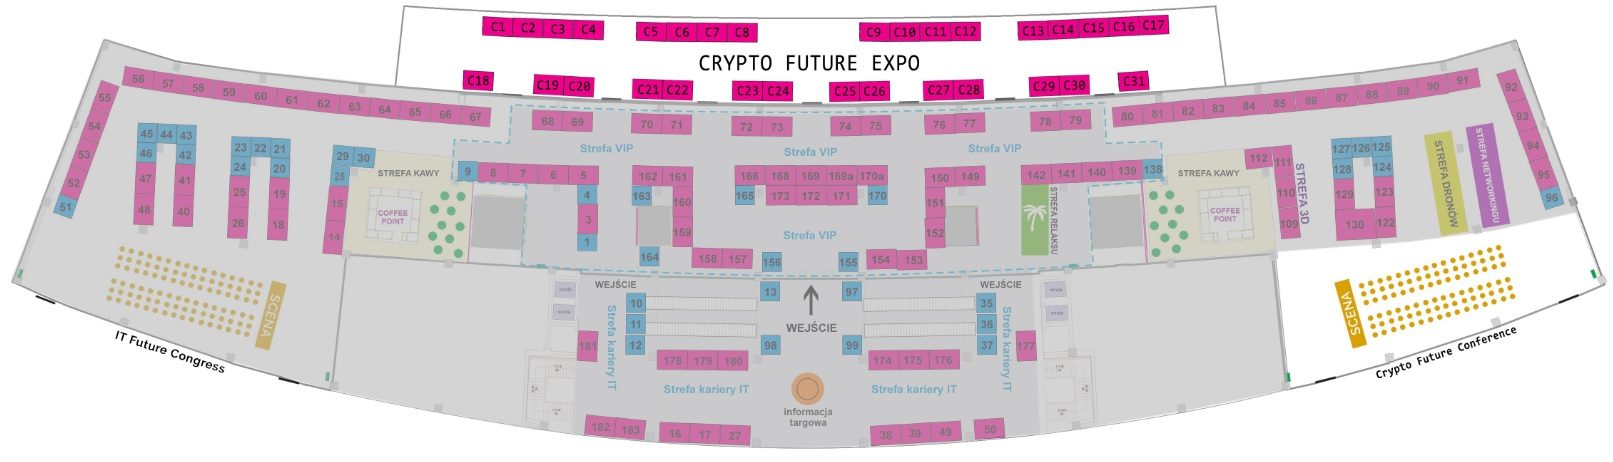 C1 C2 C3 C4 C5 C6 C7 C8 C9 C10 C11 C12 C13 C14 C15 C16 C17
CRYPTO FUTURE EXPO
C18 C19 C20 C21 C22 C23 C24 C25 C26 C27 C28 C29 C30 C31
56 57 58 59 60 61 62 63 64 65 66 67
68 69 70 71 72 73 74 75 76 77 78 79
80 81 82 83 84 85 86 87 88 89 90 91
55
54
53
52
51
92
93
94
95
96
45 44 43
46 42
47 41
48 40
23 22 21
24 20
25 19
26 18
29 30
28
15
14
STREFA KAWY
COFFEE
POINT
Strefa VIP
Strefa VIP
Strefa VIP
9 8 7 6 5
4
3
1
162 161
163 160
159
164
158 157
166 168 169 169a 170a
165 173 172 171 170
Strefa VIP
156
155
154 153
150 149
151
152
142 141 140 139 138
STREFA RELAKSU
STREFA KAWY
COFFEE
POINT
112 111
110
109
STREFA 3D
127 126 125
128 124
129 123
130 122
STREFA DRONÓW
STREFA NETWORKINGU
SCENA
IT Future Congress
SCENA
Crypto Future Conference
WEJŚCIE
10
11
12
13
98
WEJŚCIE
97
99
WEJŚCIE
35
36
37
181
Strefa kariery IT
178 179 180
Strefa kariery IT
174 175 176
Strefa kariery IT
Strefa kariery IT
177
informacja
targowa
182 183 16 17 27
38 39 49 50